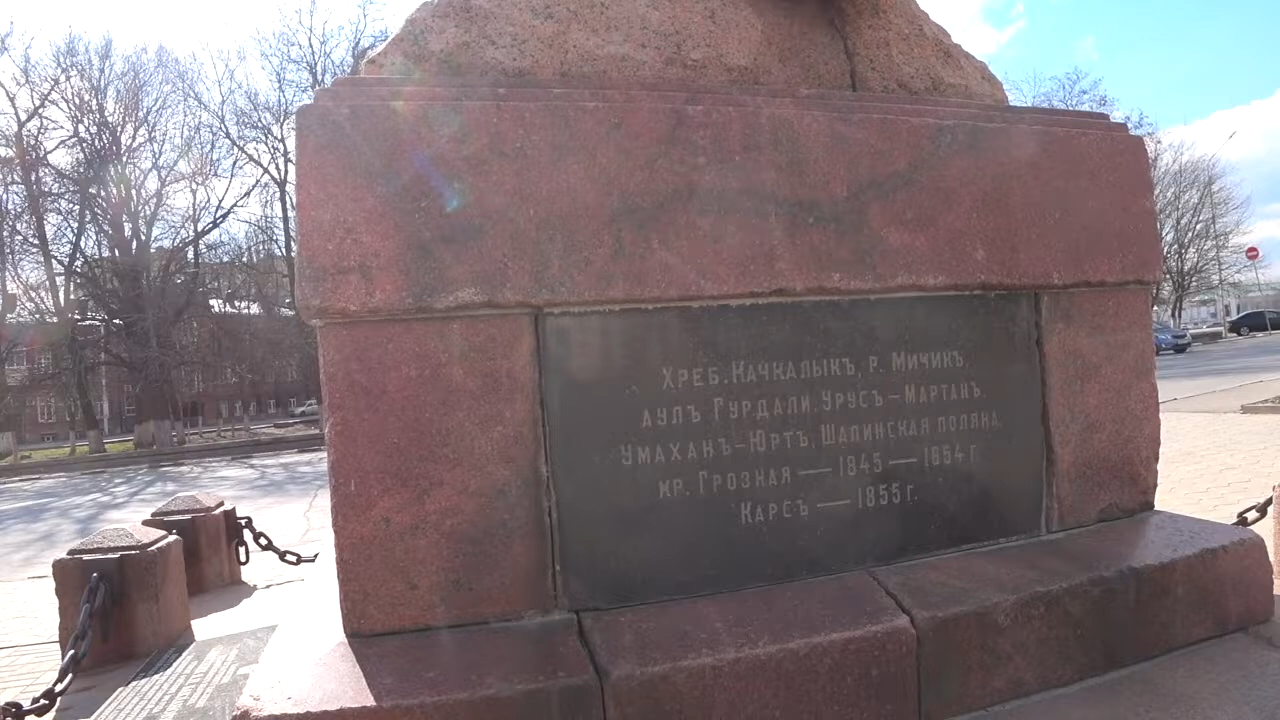 Хреб. Качкалыкъ, р. Мичикъ,
аулъ Гурдали, Урусъ–Мартанъ.
Умаханъ–Юртъ, Шалинская поляна.
кр. Грозная — 1845 — 1854 г.
Карсъ — 1855 г.